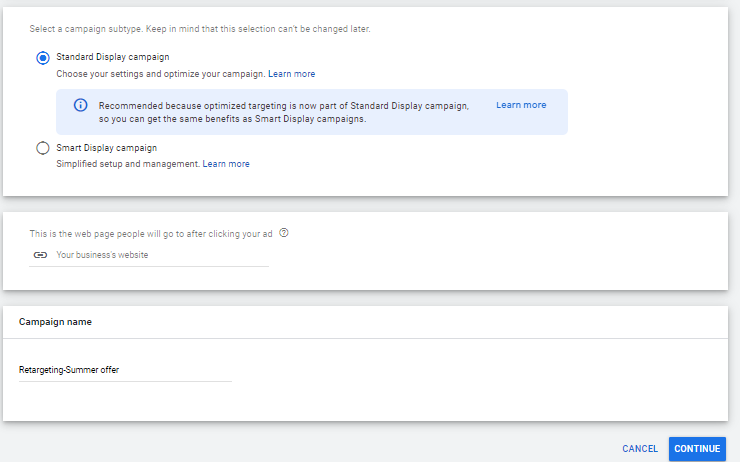 Select a campaign subtype. Keep in mind that this selection can't be changed later.
Standard Display campaign
Choose your settings and optimize your campaign. Learn more
Recommended because optimized targeting is now part of Standard Display campaign, Learn more
so you can get the same benefits as Smart Display campaigns.
Smart Display campaign
Simplified setup and management. Learn more
This is the web page people will go to after clicking your ad
Your business's website
Campaign name
Retargeting-Summer offer
CANCEL CONTINUE